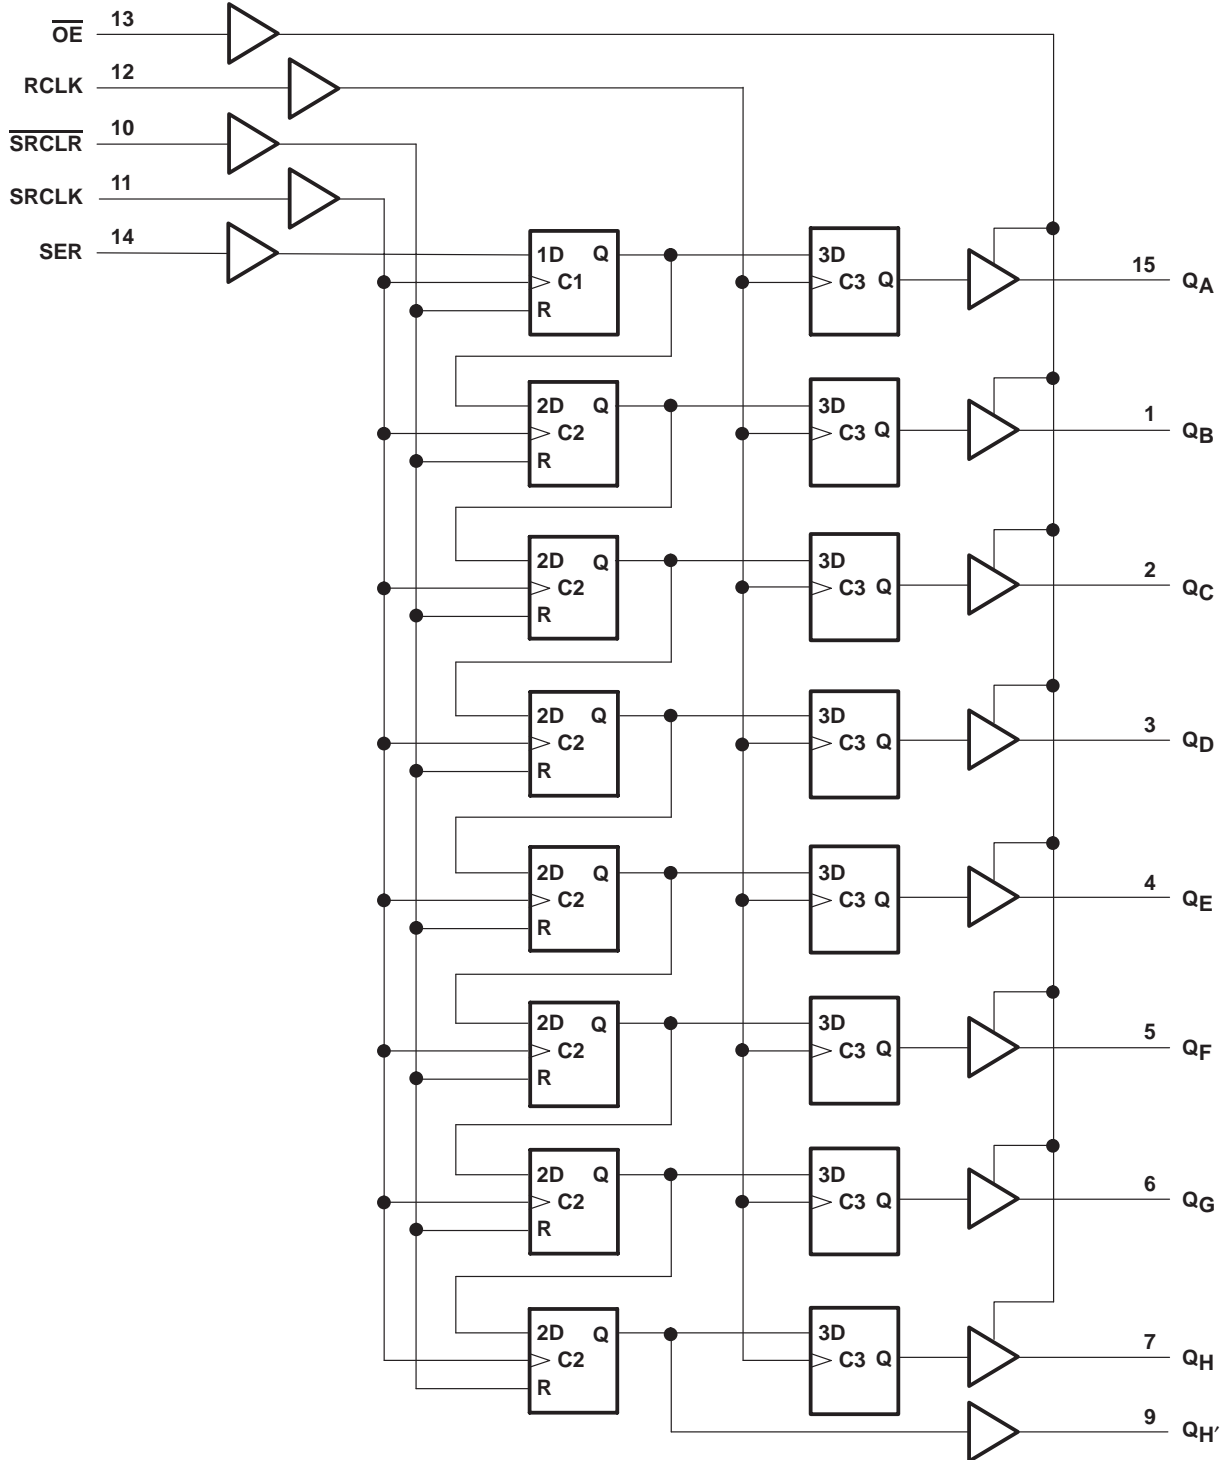 OE 13
RCLK 12
SRCLR 10
SRCLK 11
SER 14
1D Q
C1
R
3D
C3 Q
15 QA
2D Q
C2
R
3D
C3 Q
1 QB
2D Q
C2
R
3D
C3 Q
2 QC
2D Q
C2
R
3D
C3 Q
3 QD
2D Q
C2
R
3D
C3 Q
4 QE
2D Q
C2
R
3D
C3 Q
5 QF
2D Q
C2
R
3D
C3 Q
6 QG
2D Q
C2
R
3D
C3 Q
7 QH
9 QH′